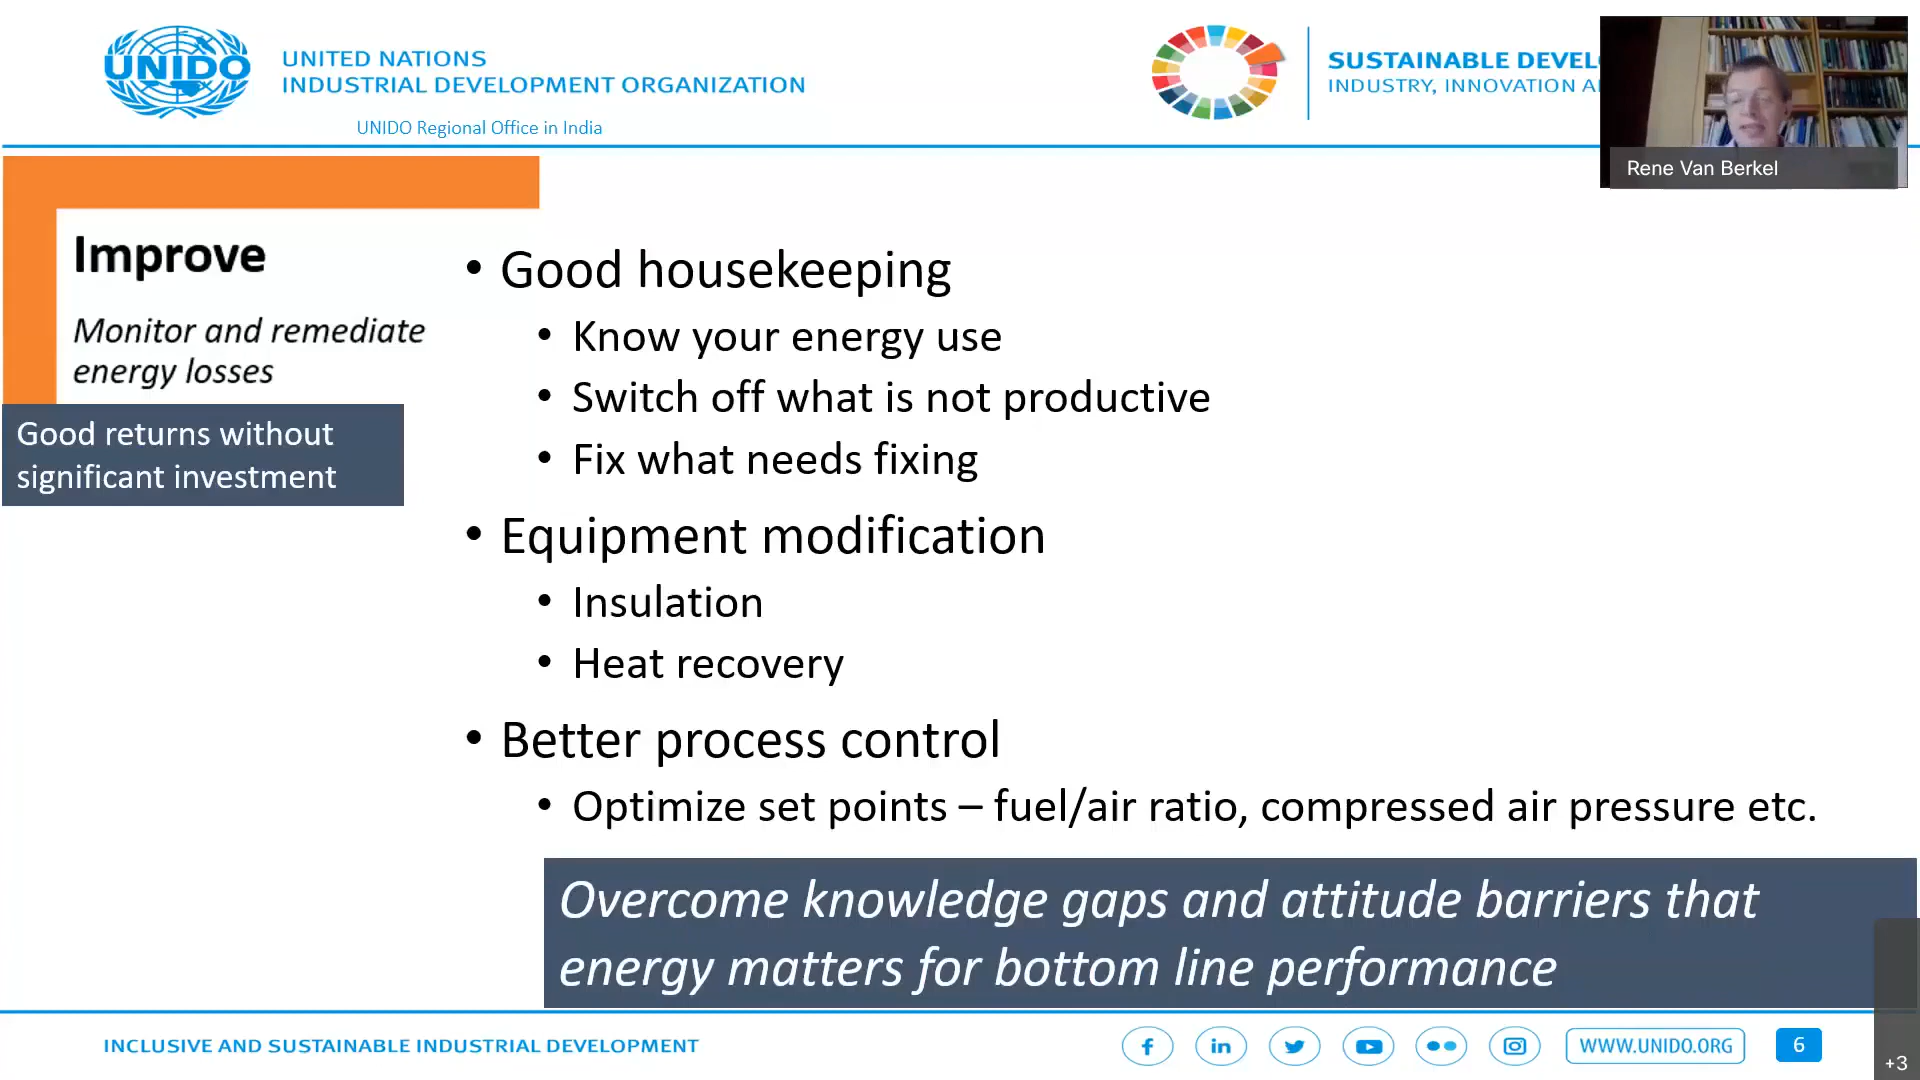 UNIDO
UNITED NATIONS
INDUSTRIAL DEVELOPMENT ORGANIZATION
UNIDO Regional Office in India
SUSTAINABLE DEVEL
INDUSTRY, INNOVATION A
Rene Van Berkel
Improve
Monitor and remediate
energy losses
Good returns without
significant investment
• Good housekeeping
• Know your energy use
• Switch off what is not productive
• Fix what needs fixing
• Equipment modification
• Insulation
• Heat recovery
• Better process control
• Optimize set points – fuel/air ratio, compressed air pressure etc.
Overcome knowledge gaps and attitude barriers that
energy matters for bottom line performance
INCLUSIVE AND SUSTAINABLE INDUSTRIAL DEVELOPMENT
WWW.UNIDO.ORG
6
+3